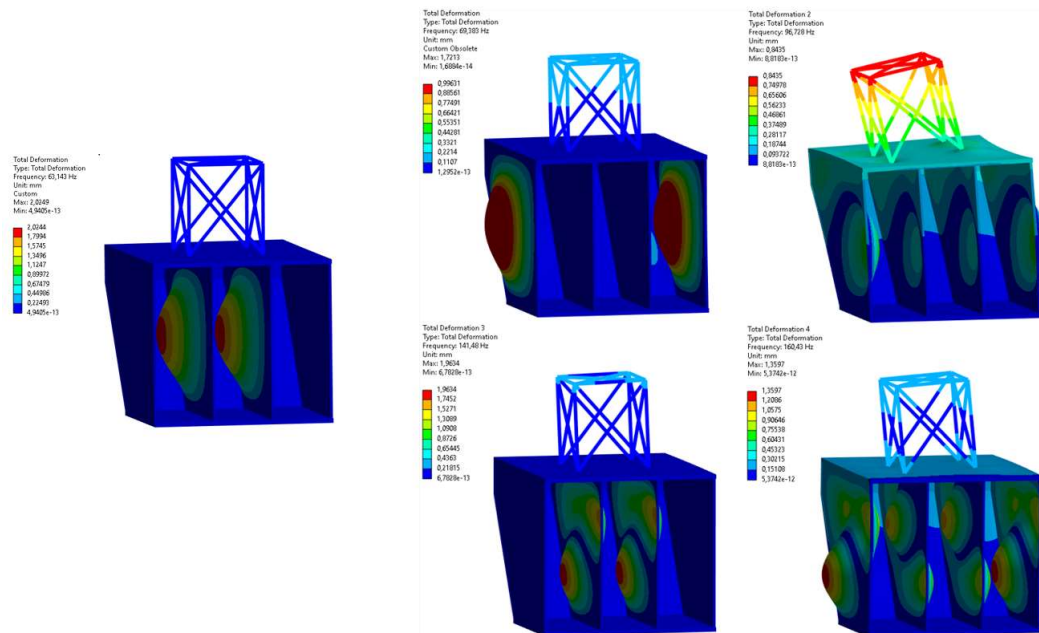 Total Deformation
Type: Total Deformation
Frequency: 63,143 Hz
Unit: mm
Custom
Max: 2,0249
Min: 4,9405e-13
2,0244
1,7994
1,5745
1,3496
1,1247
0,89972
0,67479
0,44986
0,22493
4,9405e-13
Total Deformation
Type: Total Deformation
Frequency: 69,303 Hz
Unit: mm
Custom Obsolete
Max: 1,7213
Min: 1,6884e-14
0,99631
0,88561
0,77491
0,66421
0,55351
0,44281
0,3321
0,2214
0,1107
1,2952e-13
Total Deformation 2
Type: Total Deformation
Frequency: 96,728 Hz
Unit: mm
Max: 0,8435
Min: 8,8183e-13
0,8435
0,74978
0,65606
0,56233
0,46861
0,37489
0,28117
0,18744
0,093722
8,8183e-13
Total Deformation 3
Type: Total Deformation
Frequency: 141,48 Hz
Unit: mm
Max: 1,9634
Min: 6,7828e-13
1,9634
1,7452
1,5271
1,3089
1,0908
0,8726
0,65445
0,4363
0,21815
6,7828e-13
Total Deformation 4
Type: Total Deformation
Frequency: 160,43 Hz
Unit: mm
Max: 1,3597
Min: 5,3742e-12
1,3597
1,2086
1,0575
0,90646
0,75538
0,60431
0,45323
0,30215
0,15108
5,3742e-12